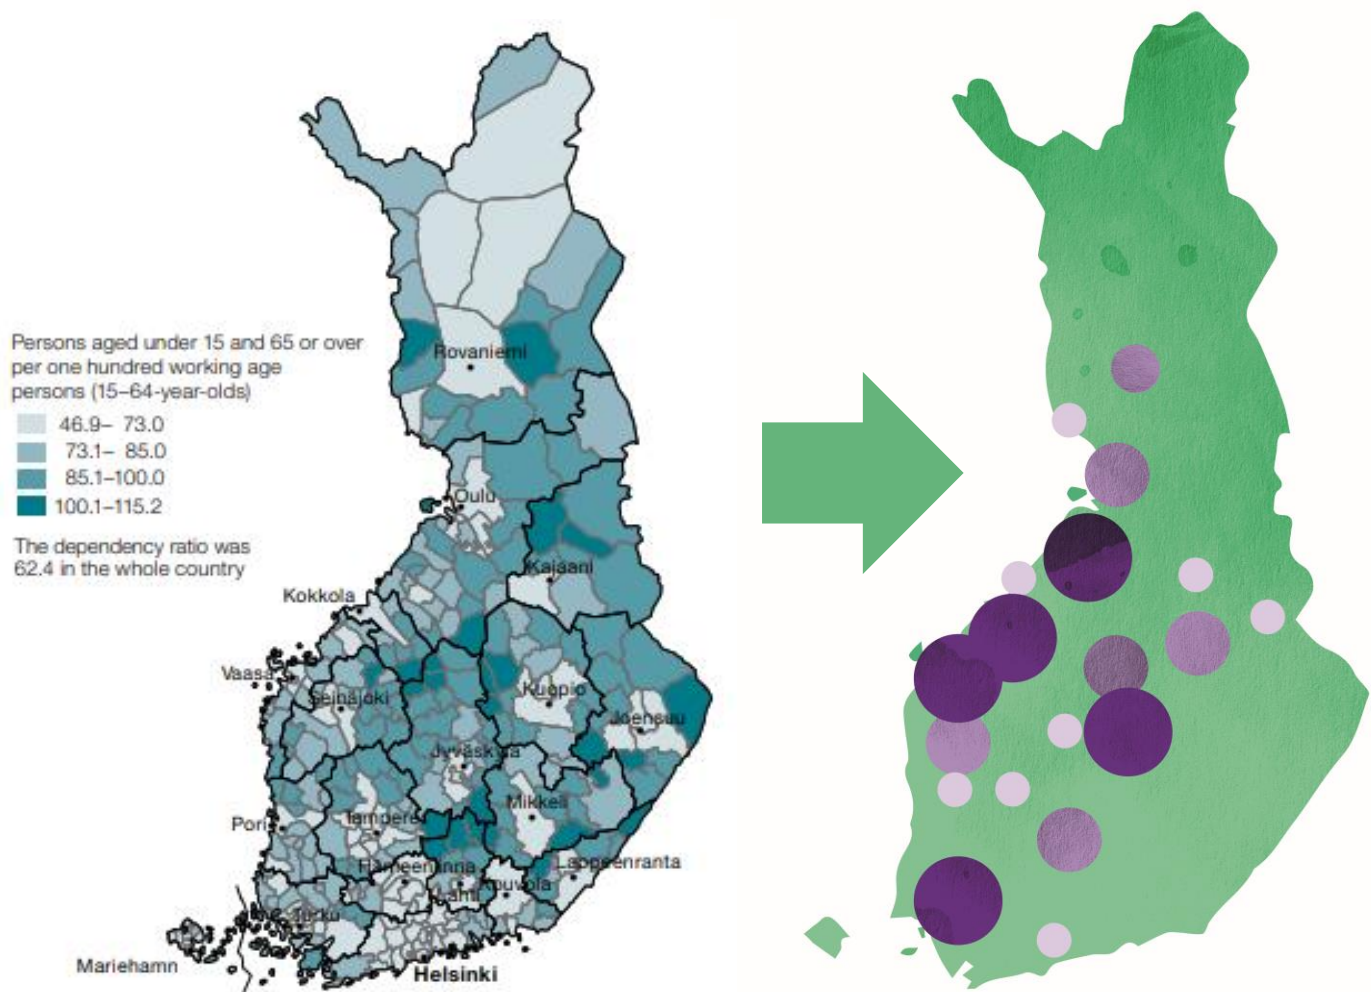 Persons aged under 15 and 65 or over
per one hundred working age
persons (15–64-year-olds)
46.9– 73.0
73.1– 85.0
85.1–100.0
100.1–115.2
The dependency ratio was
62.4 in the whole country
Rovaniemi
Oulu
Kajaani
Kokkola
Vaasa
Seinäjoki
Kuopio
Joensuu
Jyväskylä
Mikkeli
Pori
Tampere
Hämeenlinna
Lappeenranta
Kouvola
Lahti
Turku
Mariehamn
Helsinki